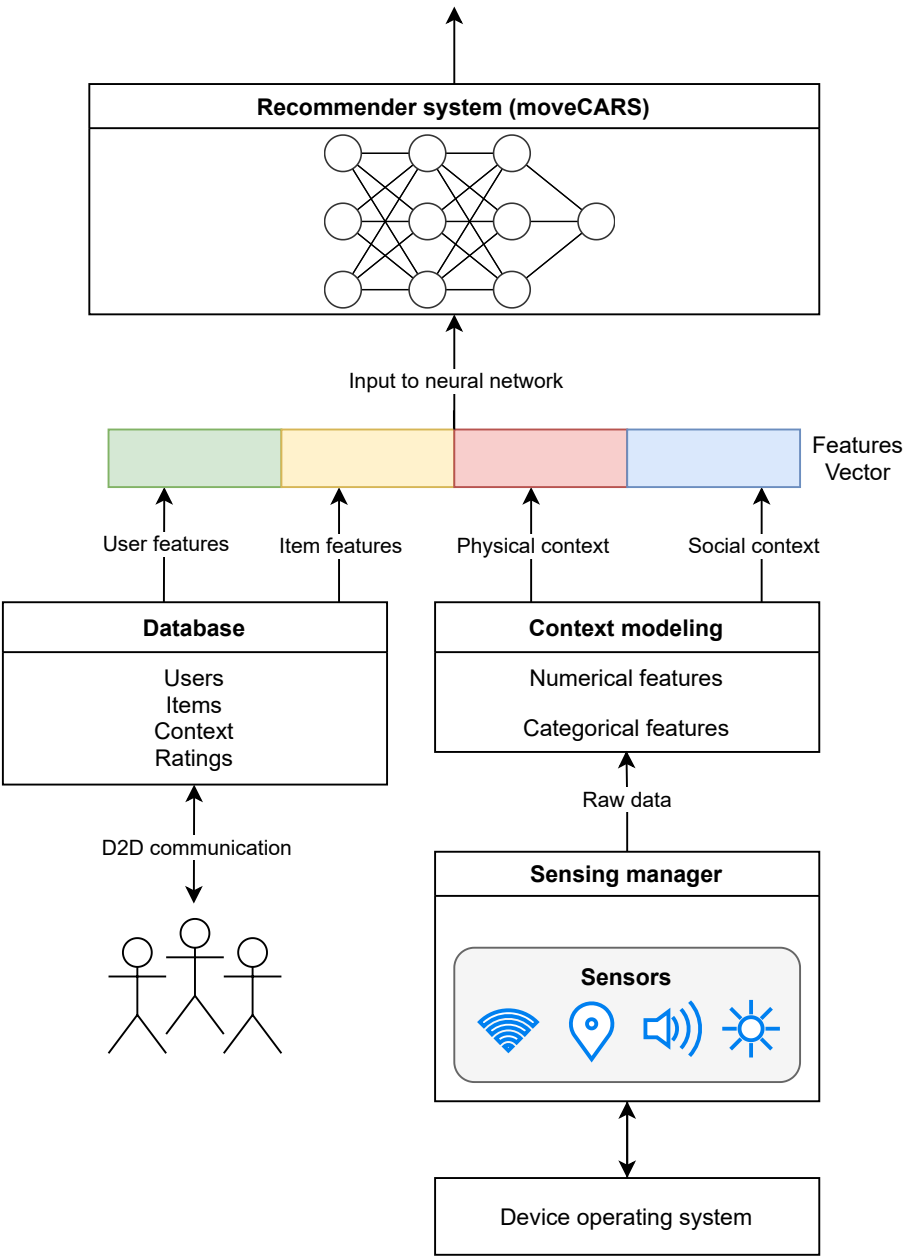 Recommender system (moveCARS)
Input to neural network
Features
Vector
User features
Item features
Physical context
Social context
Database
Users
Items
Context
Ratings
Context modeling
Numerical features
Categorical features
Raw data
D2D communication
Sensing manager
Sensors
Device operating system